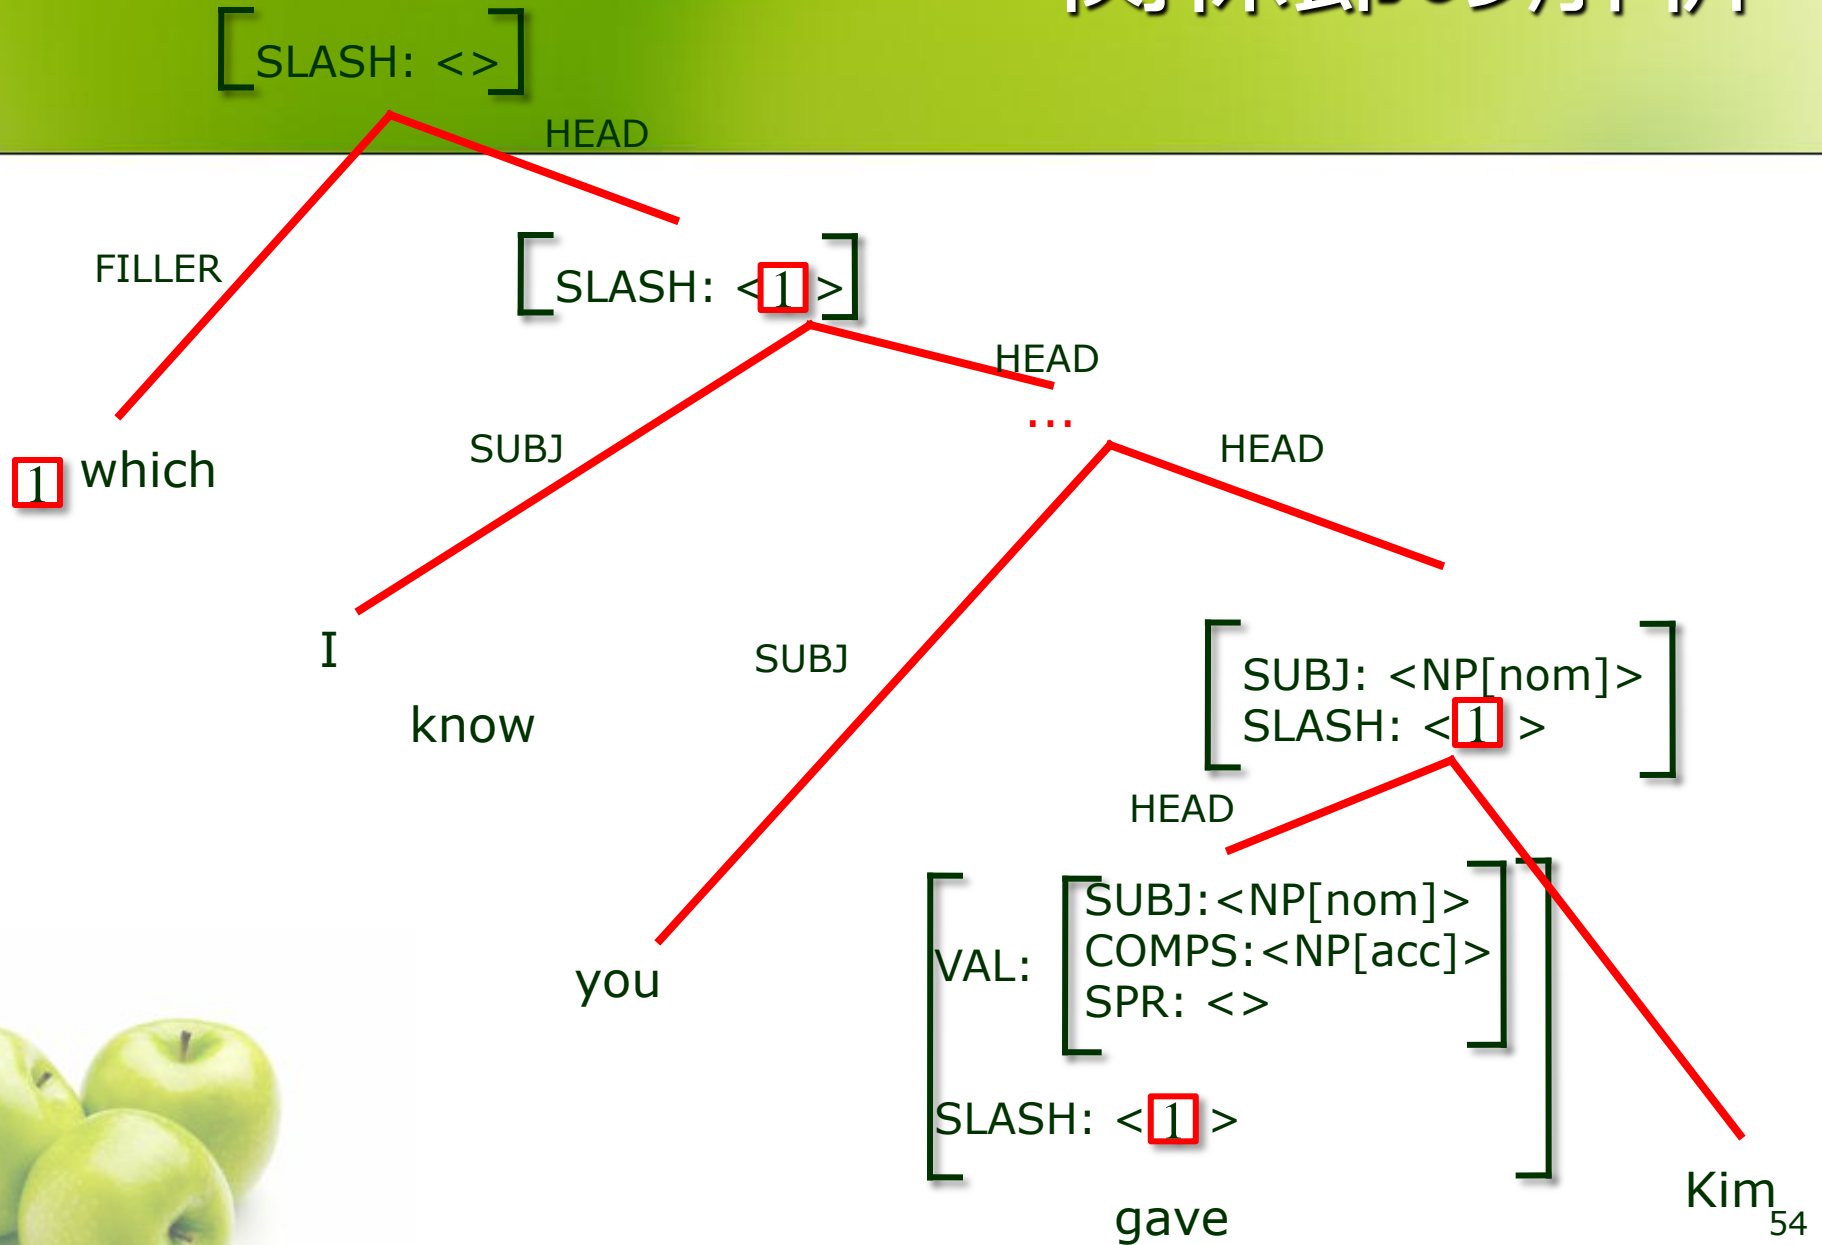 SLASH: <>
HEAD
FILLER
SLASH: <1>
HEAD
...
SUBJ
HEAD
1 which
I
SUBJ
know
SUBJ: <NP[nom]>
SLASH: <1>
HEAD
SUBJ:<NP[nom]>
COMPS:<NP[acc]>
VAL:
SPR: <>
you
SLASH: <1>
gave
Kim
54